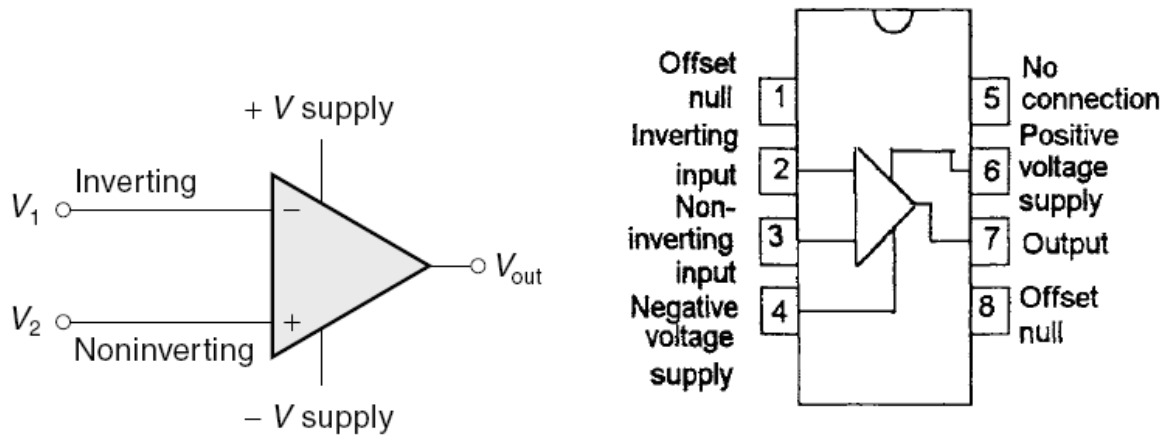 + V supply
Inverting
V1
−
Vout
V2
+
Noninverting
− V supply
Offset
null
1
Inverting
input
2
Non-
inverting
input
3
Negative
voltage
supply
4
No
connection
5
Positive
voltage
supply
6
Output
7
Offset
null
8